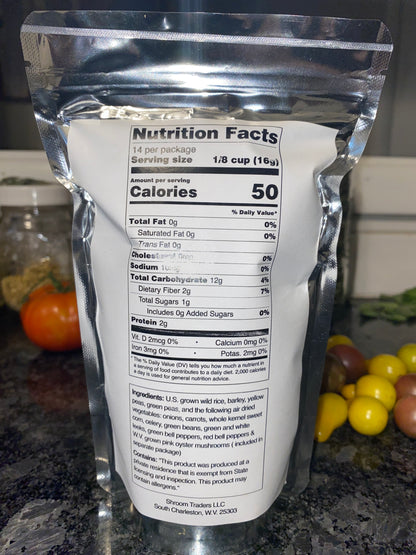 Nutrition Facts
14 per package
Serving size 1/8 cup (16g)
Amount per serving
Calories 50
% Daily Value*
Total Fat 0g 0%
Saturated Fat 0g 0%
Trans Fat 0g
Cholesterol 0mg 0%
Sodium 0%
Total Carbohydrate 12g 4%
Dietary Fiber 2g 7%
Total Sugars 1g
Includes 0g Added Sugars 0%
Protein 2g
Vit. D 2mcg 0% • Calcium 0mg 0%
Iron 3mg 0% • Potas. 2mg 0%
* The % Daily Value (DV) tells you how much a nutrient in
a serving of food contributes to a daily diet. 2,000 calories
a day is used for general nutrition advice.
Ingredients: U.S. grown wild rice, barley, yellow
peas, green peas, and the following air dried
vegetables: onions, carrots, whole kernel sweet
corn, celery, green beans, green and white
leeks, green bell peppers, red bell peppers &
W.V. grown pink oyster mushrooms ( included in
separate package)
Contains: "This product was produced at a
private residence that is exempt from State
licensing and inspection. This product may
contain allergens."
Shroom Traders LLC
South Charleston, W.V. 25303